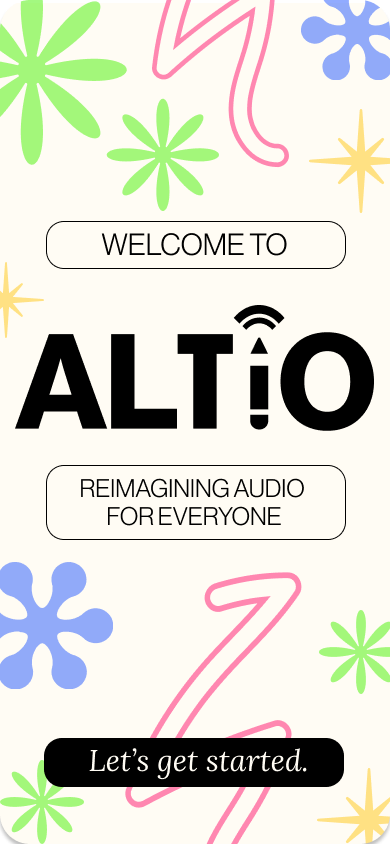 WELCOME TO
ALTiO
REIMAGINING AUDIO
FOR EVERYONE
Let’s get started.